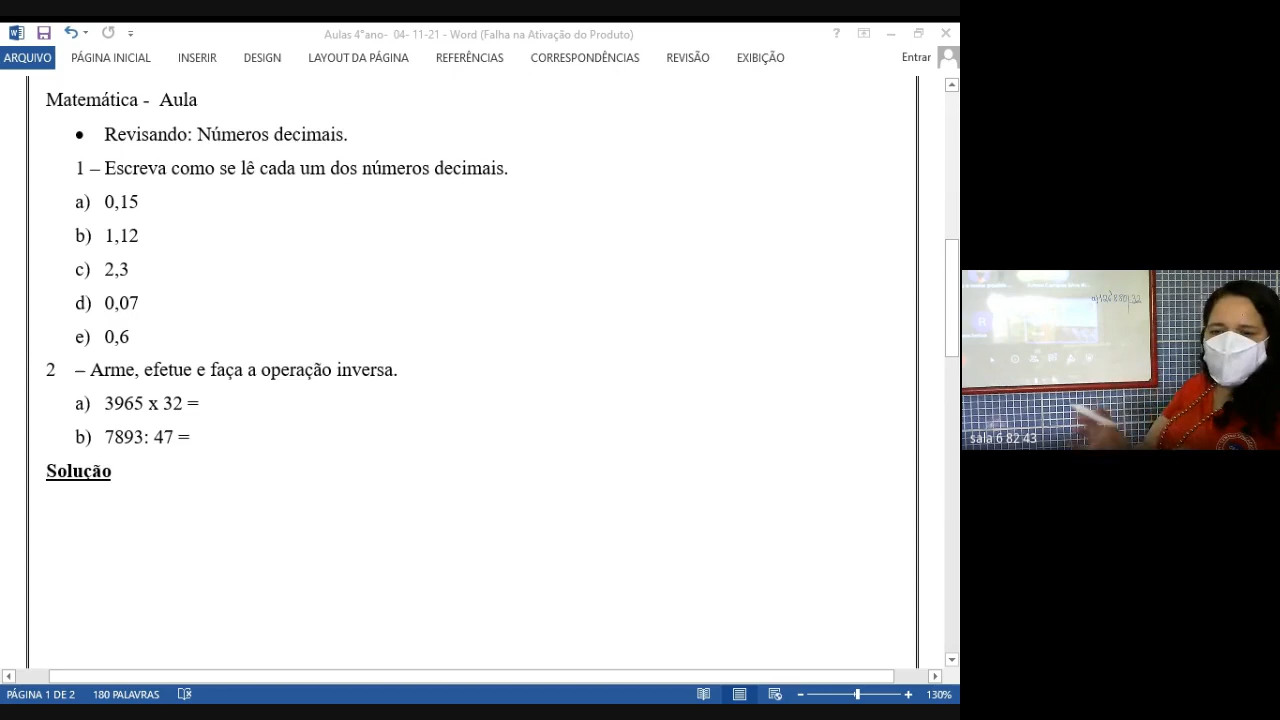 Aulas 4°ano- 04- 11-21 - Word (Falha na Ativação do Produto)
ARQUIVO PÁGINA INICIAL INSERIR DESIGN LAYOUT DA PÁGINA REFERÊNCIAS CORRESPONDÊNCIAS REVISÃO EXIBIÇÃO Entrar
Matemática - Aula
• Revisando: Números decimais.
1 – Escreva como se lê cada um dos números decimais.
a) 0,15
b) 1,12
c) 2,3
d) 0,07
e) 0,6
2 – Arme, efetue e faça a operação inversa.
a) 3965 x 32 =
b) 7893: 47 =
Solução
sala 6 82 43
PÁGINA 1 DE 2 180 PALAVRAS 130%